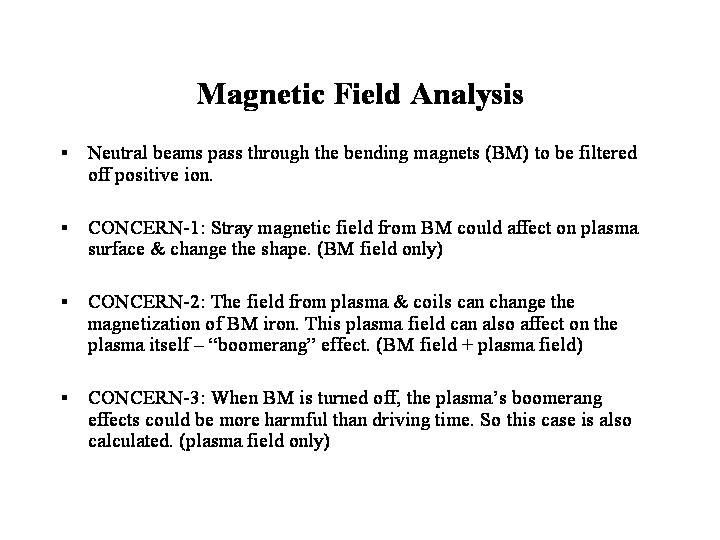 Magnetic Field Analysis
▪ Neutral beams pass through the bending magnets (BM) to be filtered
off positive ion.
▪ CONCERN-1: Stray magnetic field from BM could affect on plasma
surface & change the shape. (BM field only)
▪ CONCERN-2: The field from plasma & coils can change the
magnetization of BM iron. This plasma field can also affect on the
plasma itself – “boomerang” effect. (BM field + plasma field)
▪ CONCERN-3: When BM is turned off, the plasma’s boomerang
effects could be more harmful than driving time. So this case is also
calculated. (plasma field only)